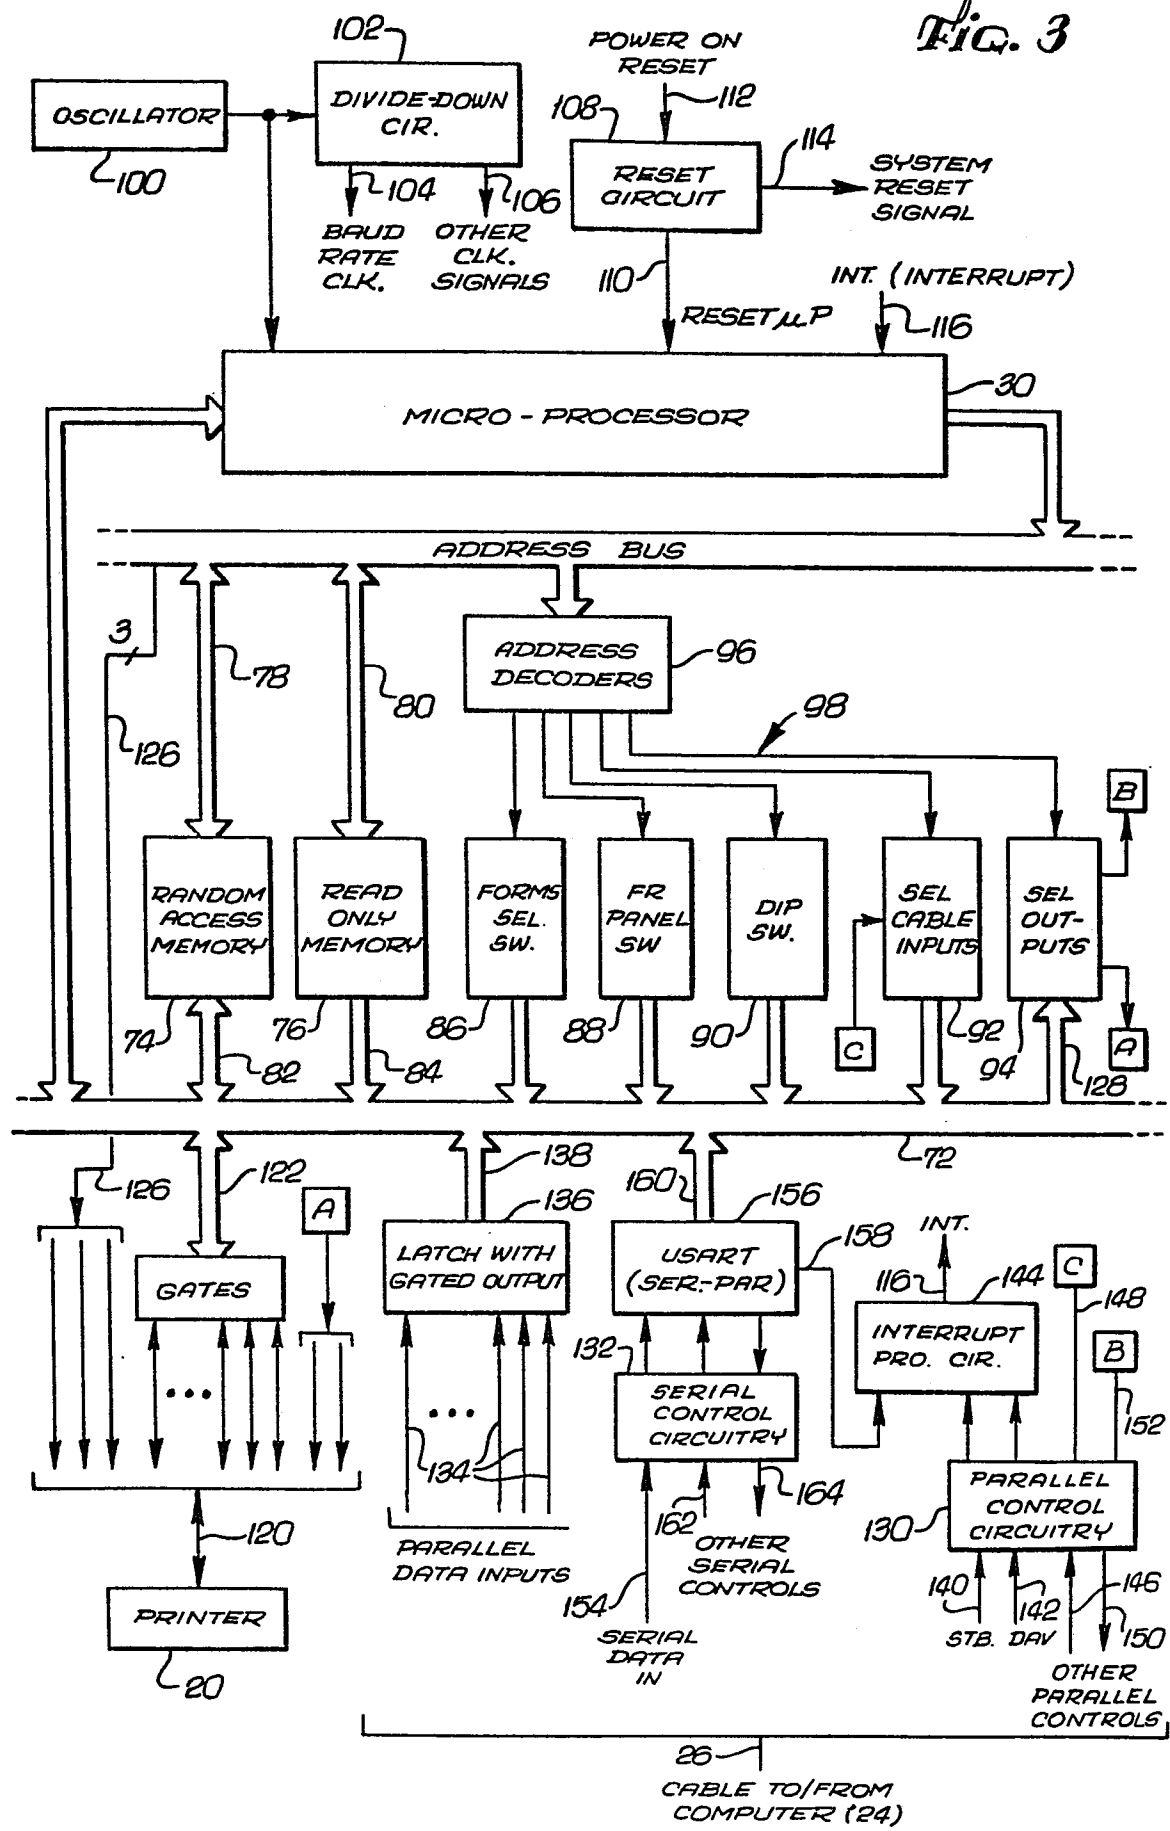 Fig. 3
102
POWER ON
RESET
OSCILLATOR
DIVIDE-DOWN
CIR.
112
108
114
100
104
106
RESET
CIRCUIT
SYSTEM
RESET
SIGNAL
BAUD
RATE
CLK.
OTHER
CLK.
SIGNALS
110
INT. (INTERRUPT)
RESET μP
116
30
MICRO-PROCESSOR
ADDRESS BUS
3
78
80
ADDRESS
DECODERS
96
98
126
B
RANDOM
ACCESS
MEMORY
READ
ONLY
MEMORY
FORMS
SEL.
SW.
FR
PANEL
SW
DIP
SW.
SEL
CABLE
INPUTS
SEL
OUT-
PUTS
74
76
86
88
90
C
92
94
A
82
84
128
72
126
122
138
160
136
156
A
158
INT.
GATES
LATCH WITH
GATED OUTPUT
USART
(SER.-PAR)
116
144
C
148
132
INTERRUPT
PRO. CIR.
B
SERIAL
CONTROL
CIRCUITRY
152
134
164
PARALLEL
CONTROL
CIRCUITRY
130
120
162
PARALLEL
DATA INPUTS
OTHER
SERIAL
CONTROLS
140
142
146
150
PRINTER
154
STB.
DAV
SERIAL
DATA
IN
20
OTHER
PARALLEL
CONTROLS
26
CABLE TO/FROM
COMPUTER (24)